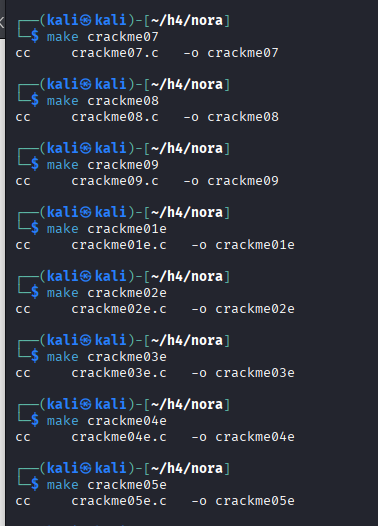 ┌──(kali㉿kali)-[~/h4/nora]
└─$ make crackme07
cc     crackme07.c   -o crackme07
┌──(kali㉿kali)-[~/h4/nora]
└─$ make crackme08
cc     crackme08.c   -o crackme08
┌──(kali㉿kali)-[~/h4/nora]
└─$ make crackme09
cc     crackme09.c   -o crackme09
┌──(kali㉿kali)-[~/h4/nora]
└─$ make crackme01e
cc     crackme01e.c   -o crackme01e
┌──(kali㉿kali)-[~/h4/nora]
└─$ make crackme02e
cc     crackme02e.c   -o crackme02e
┌──(kali㉿kali)-[~/h4/nora]
└─$ make crackme03e
cc     crackme03e.c   -o crackme03e
┌──(kali㉿kali)-[~/h4/nora]
└─$ make crackme04e
cc     crackme04e.c   -o crackme04e
┌──(kali㉿kali)-[~/h4/nora]
└─$ make crackme05e
cc     crackme05e.c   -o crackme05e